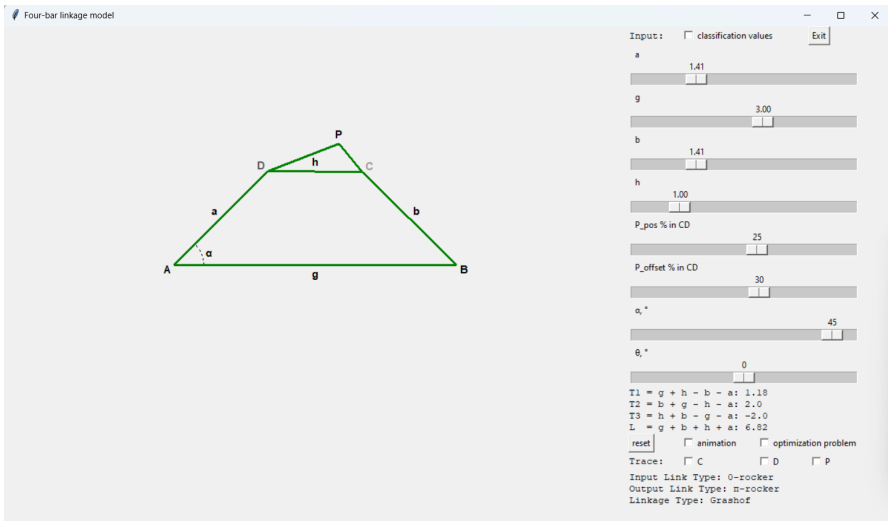 Four-bar linkage model
Input: classification values Exit
a
1.41
g
3.00
b
1.41
h
1.00
P_pos % in CD
25
P_offset % in CD
30
α, °
45
θ, °
0
T1 = g + h - b - a: 1.18
T2 = b + g - h - a: 2.0
T3 = h + b - g - a: -2.0
L = g + b + h + a: 6.82
reset animation optimization problem
Trace: C D P
Input Link Type: 0-rocker
Output Link Type: π-rocker
Linkage Type: Grashof
P
D h C
a b
α
A B
g